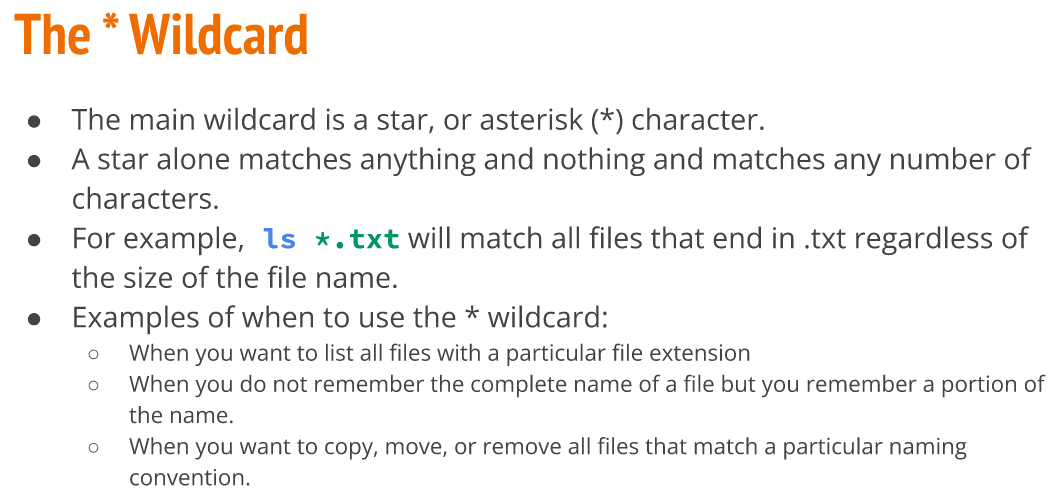 The * Wildcard
● The main wildcard is a star, or asterisk (*) character.
● A star alone matches anything and nothing and matches any number of
characters.
● For example, ls *.txt will match all files that end in .txt regardless of
the size of the file name.
● Examples of when to use the * wildcard:
○ When you want to list all files with a particular file extension
○ When you do not remember the complete name of a file but you remember a portion of
the name.
○ When you want to copy, move, or remove all files that match a particular naming
convention.